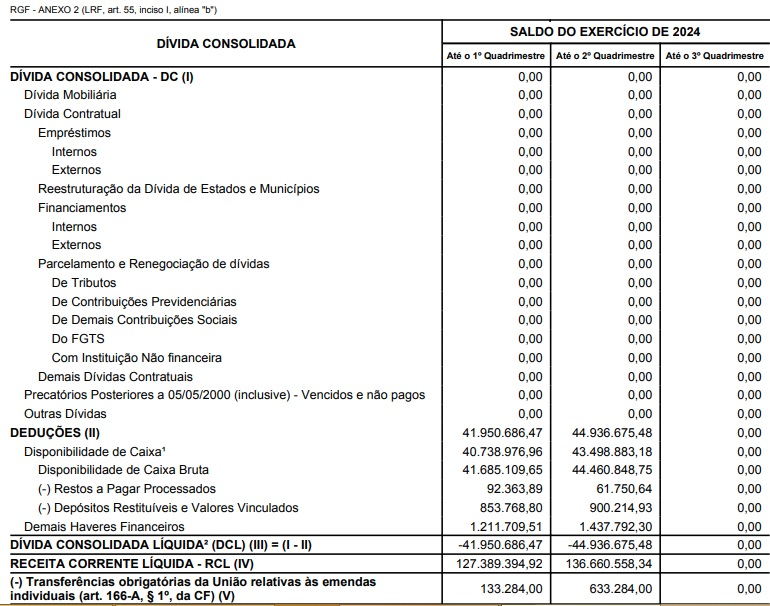 RGF - ANEXO 2 (LRF, art. 55, inciso I, alínea "b")
DÍVIDA CONSOLIDADA SALDO DO EXERCÍCIO DE 2024
Até o 1º Quadrimestre Até o 2º Quadrimestre Até o 3º Quadrimestre
DÍVIDA CONSOLIDADA - DC (I) 0,00 0,00 0,00
Dívida Mobiliária 0,00 0,00 0,00
Dívida Contratual 0,00 0,00 0,00
Empréstimos 0,00 0,00 0,00
Internos 0,00 0,00 0,00
Externos 0,00 0,00 0,00
Reestruturação da Dívida de Estados e Municípios 0,00 0,00 0,00
Financiamentos 0,00 0,00 0,00
Internos 0,00 0,00 0,00
Externos 0,00 0,00 0,00
Parcelamento e Renegociação de dívidas 0,00 0,00 0,00
De Tributos 0,00 0,00 0,00
De Contribuições Previdenciárias 0,00 0,00 0,00
De Demais Contribuições Sociais 0,00 0,00 0,00
Do FGTS 0,00 0,00 0,00
Com Instituição Não financeira 0,00 0,00 0,00
Demais Dívidas Contratuais 0,00 0,00 0,00
Precatórios Posteriores a 05/05/2000 (inclusive) - Vencidos e não pagos 0,00 0,00 0,00
Outras Dívidas 0,00 0,00 0,00
DEDUÇÕES (II) 41.950.686,47 44.936.675,48 0,00
Disponibilidade de Caixa¹ 40.738.976,96 43.498.883,18 0,00
Disponibilidade de Caixa Bruta 41.685.109,65 44.460.848,75 0,00
(-) Restos a Pagar Processados 92.363,89 61.750,64 0,00
(-) Depósitos Restituíveis e Valores Vinculados 853.768,80 900.214,93 0,00
Demais Haveres Financeiros 1.211.709,51 1.437.792,30 0,00
DÍVIDA CONSOLIDADA LÍQUIDA² (DCL) (III) = (I - II) -41.950.686,47 -44.936.675,48 0,00
RECEITA CORRENTE LÍQUIDA - RCL (IV) 127.389.394,92 136.660.558,34 0,00
(-) Transferências obrigatórias da União relativas às emendas
individuais (art. 166-A, § 1º, da CF) (V) 133.284,00 633.284,00 0,00